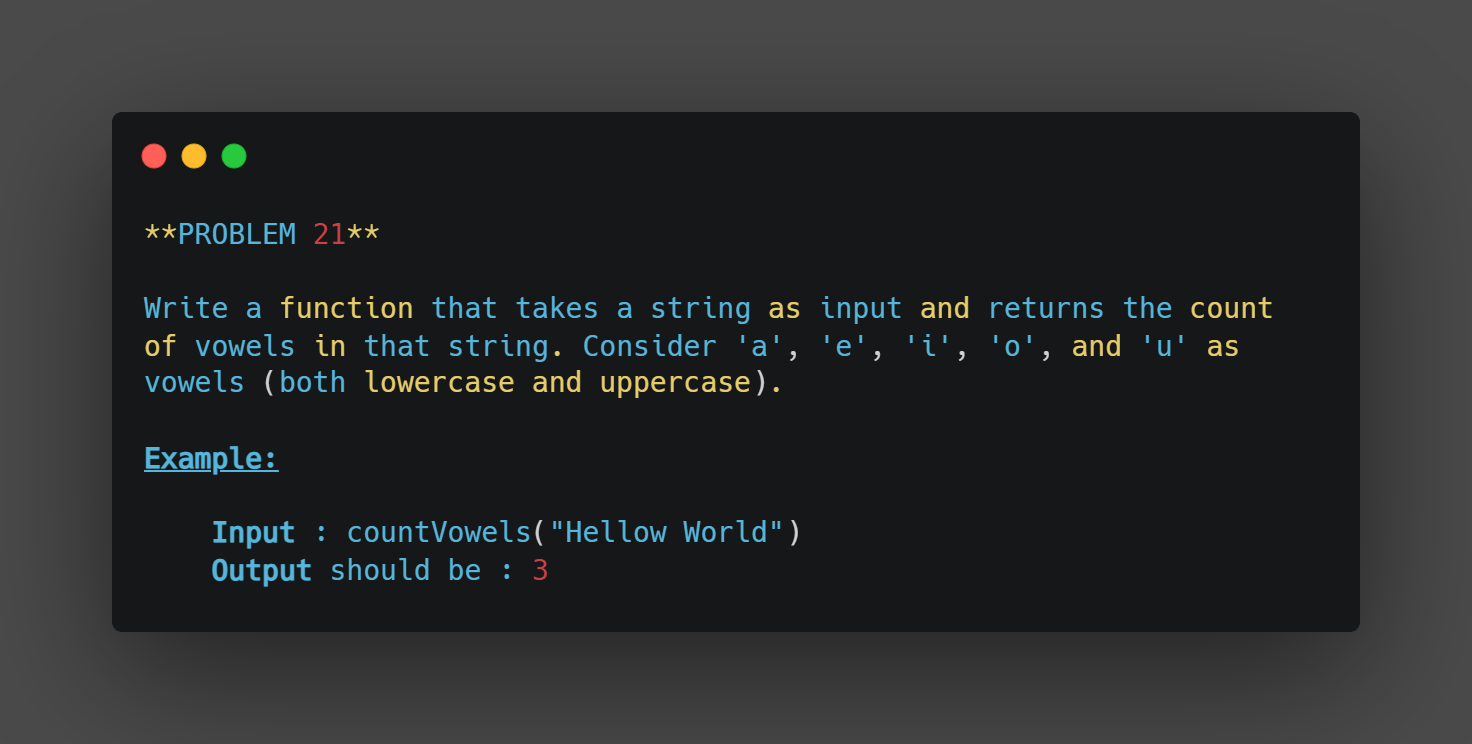 **PROBLEM 21**
Write a function that takes a string as input and returns the count
of vowels in that string. Consider 'a', 'e', 'i', 'o', and 'u' as
vowels (both lowercase and uppercase).
Example:
Input : countVowels("Hellow World")
Output should be : 3